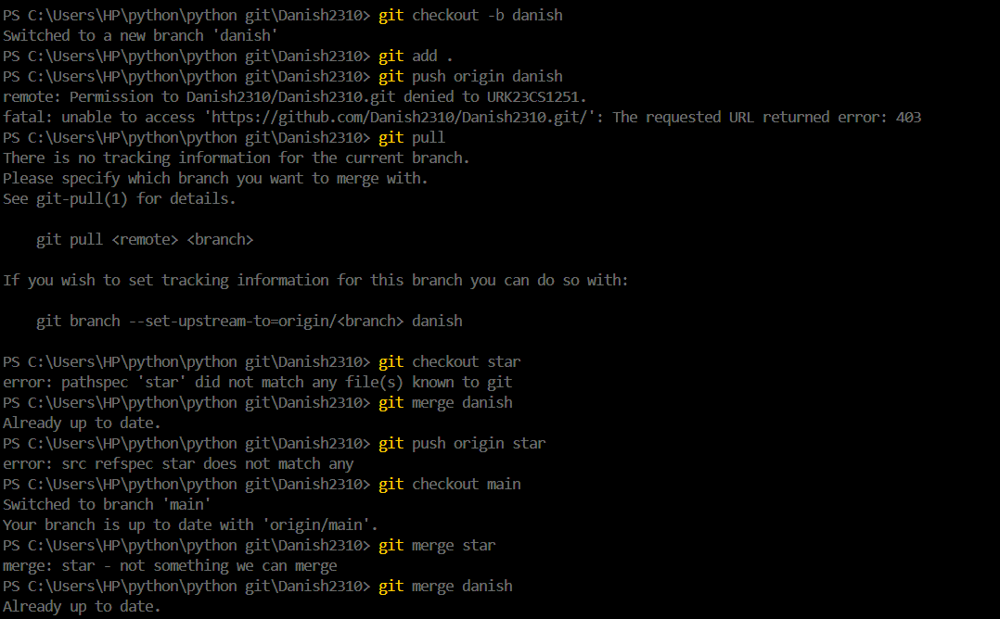 PS C:\Users\HP\python\python git\Danish2310> git checkout -b danish
Switched to a new branch 'danish'
PS C:\Users\HP\python\python git\Danish2310> git add .
PS C:\Users\HP\python\python git\Danish2310> git push origin danish
remote: Permission to Danish2310/Danish2310.git denied to URK23CS1251.
fatal: unable to access 'https://github.com/Danish2310/Danish2310.git/': The requested URL returned error: 403
PS C:\Users\HP\python\python git\Danish2310> git pull
There is no tracking information for the current branch.
Please specify which branch you want to merge with.
See git-pull(1) for details.

    git pull <remote> <branch>

If you wish to set tracking information for this branch you can do so with:

    git branch --set-upstream-to=origin/<branch> danish

PS C:\Users\HP\python\python git\Danish2310> git checkout star
error: pathspec 'star' did not match any file(s) known to git
PS C:\Users\HP\python\python git\Danish2310> git merge danish
Already up to date.
PS C:\Users\HP\python\python git\Danish2310> git push origin star
error: src refspec star does not match any
PS C:\Users\HP\python\python git\Danish2310> git checkout main
Switched to branch 'main'
Your branch is up to date with 'origin/main'.
PS C:\Users\HP\python\python git\Danish2310> git merge star
merge: star - not something we can merge
PS C:\Users\HP\python\python git\Danish2310> git merge danish
Already up to date.